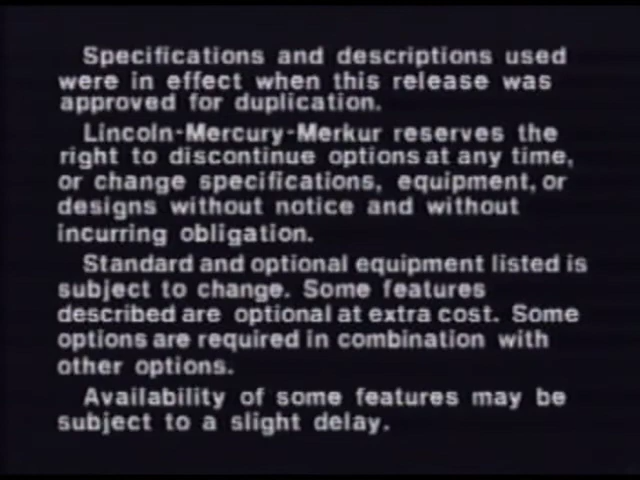 Specifications and descriptions used
were in effect when this release was
approved for duplication.
Lincoln-Mercury-Merkur reserves the
right to discontinue options at any time,
or change specifications, equipment, or
designs without notice and without
incurring obligation.
Standard and optional equipment listed is
subject to change. Some features
described are optional at extra cost. Some
options are required in combination with
other options.
Availability of some features may be
subject to a slight delay.